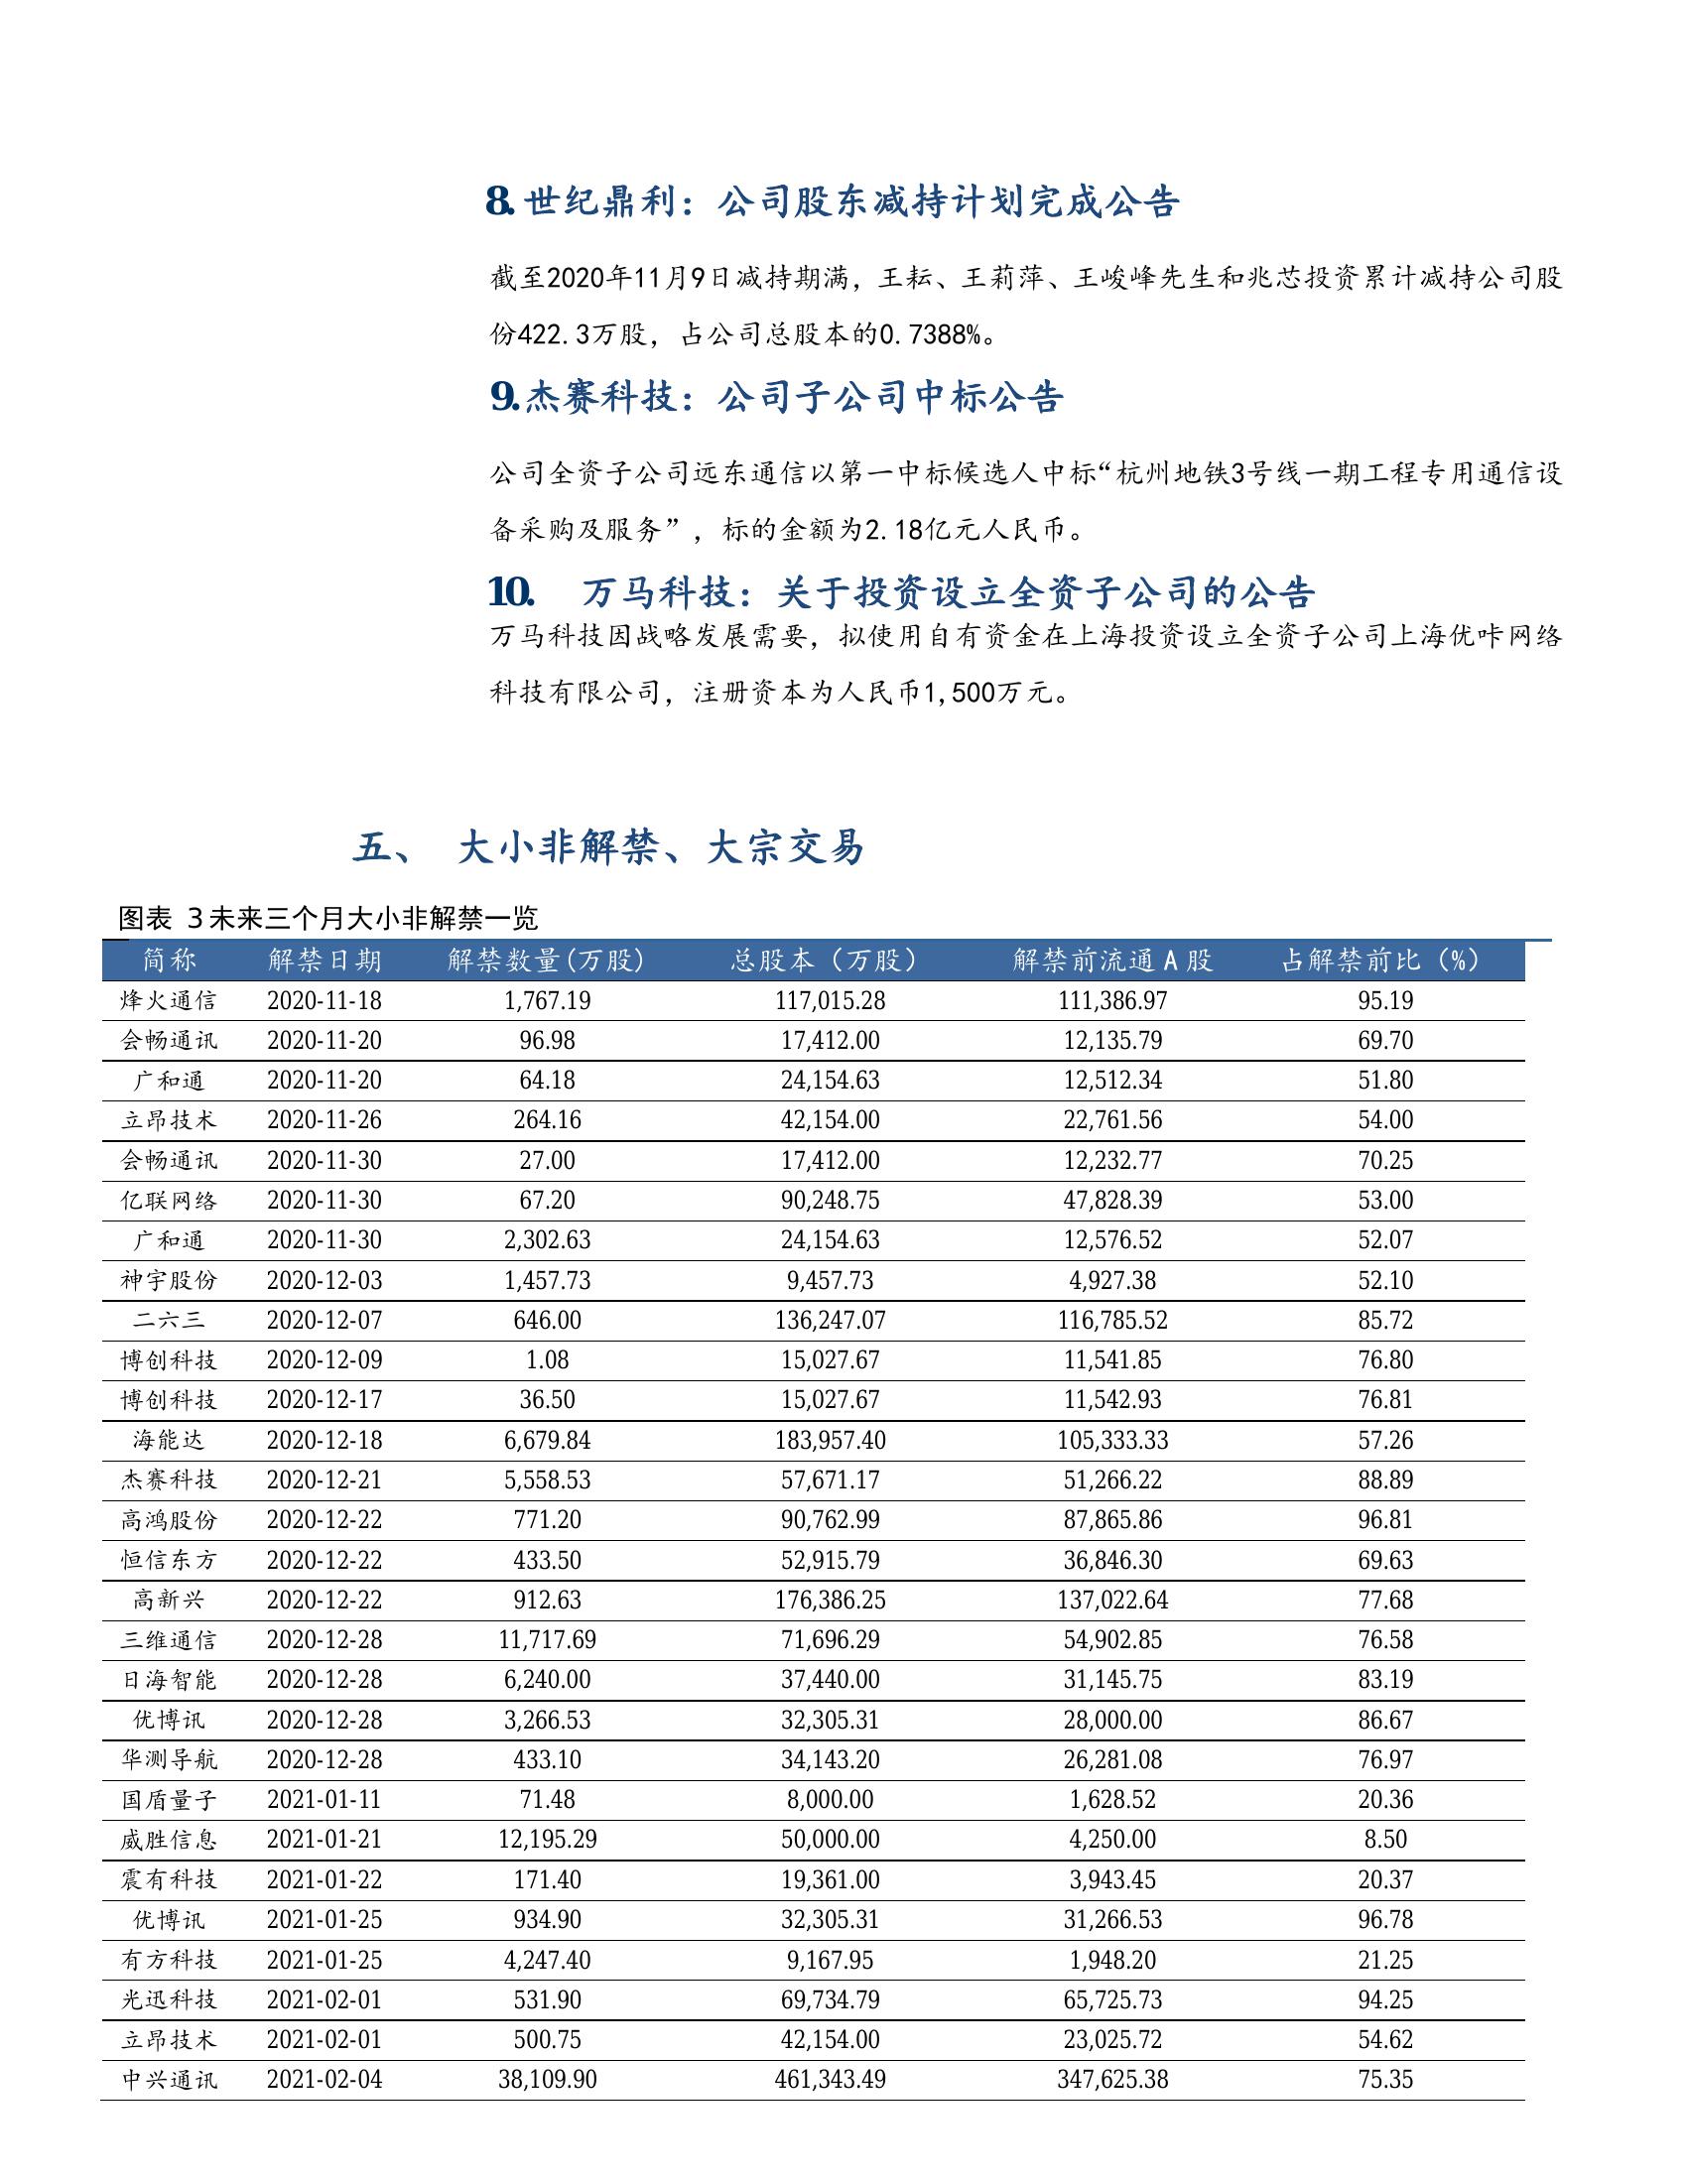 8.世纪鼎利：公司股东减持计划完成公告
截至2020年11月9日减持期满，王耘、王莉萍、王峻峰先生和兆芯投资累计减持公司股
份422.3万股，占公司总股本的0.7388%。
9.杰赛科技：公司子公司中标公告
公司全资子公司远东通信以第一中标候选人中标“杭州地铁3号线一期工程专用通信设
备采购及服务”，标的金额为2.18亿元人民币。
10. 万马科技：关于投资设立全资子公司的公告
万马科技因战略发展需要，拟使用自有资金在上海投资设立全资子公司上海优咔网络
科技有限公司，注册资本为人民币1,500万元。
五、 大小非解禁、大宗交易
图表 3 未来三个月大小非解禁一览
简称 解禁日期 解禁数量(万股) 总股本（万股） 解禁前流通 A 股 占解禁前比（%）
烽火通信 2020-11-18 1,767.19 117,015.28 111,386.97 95.19
会畅通讯 2020-11-20 96.98 17,412.00 12,135.79 69.70
广和通 2020-11-20 64.18 24,154.63 12,512.34 51.80
立昂技术 2020-11-26 264.16 42,154.00 22,761.56 54.00
会畅通讯 2020-11-30 27.00 17,412.00 12,232.77 70.25
亿联网络 2020-11-30 67.20 90,248.75 47,828.39 53.00
广和通 2020-11-30 2,302.63 24,154.63 12,576.52 52.07
神宇股份 2020-12-03 1,457.73 9,457.73 4,927.38 52.10
二六三 2020-12-07 646.00 136,247.07 116,785.52 85.72
博创科技 2020-12-09 1.08 15,027.67 11,541.85 76.80
博创科技 2020-12-17 36.50 15,027.67 11,542.93 76.81
海能达 2020-12-18 6,679.84 183,957.40 105,333.33 57.26
杰赛科技 2020-12-21 5,558.53 57,671.17 51,266.22 88.89
高鸿股份 2020-12-22 771.20 90,762.99 87,865.86 96.81
恒信东方 2020-12-22 433.50 52,915.79 36,846.30 69.63
高新兴 2020-12-22 912.63 176,386.25 137,022.64 77.68
三维通信 2020-12-28 11,717.69 71,696.29 54,902.85 76.58
日海智能 2020-12-28 6,240.00 37,440.00 31,145.75 83.19
优博讯 2020-12-28 3,266.53 32,305.31 28,000.00 86.67
华测导航 2020-12-28 433.10 34,143.20 26,281.08 76.97
国盾量子 2021-01-11 71.48 8,000.00 1,628.52 20.36
威胜信息 2021-01-21 12,195.29 50,000.00 4,250.00 8.50
震有科技 2021-01-22 171.40 19,361.00 3,943.45 20.37
优博讯 2021-01-25 934.90 32,305.31 31,266.53 96.78
有方科技 2021-01-25 4,247.40 9,167.95 1,948.20 21.25
光迅科技 2021-02-01 531.90 69,734.79 65,725.73 94.25
立昂技术 2021-02-01 500.75 42,154.00 23,025.72 54.62
中兴通讯 2021-02-04 38,109.90 461,343.49 347,625.38 75.35